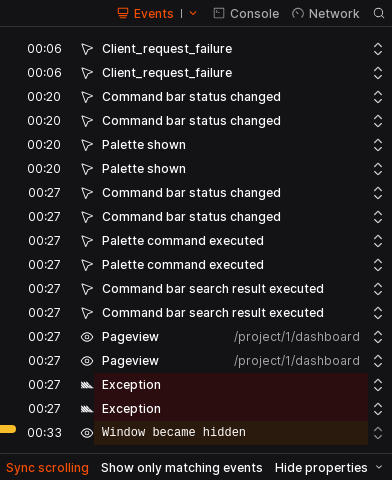 Events Console Network
00:06 Client_request_failure
00:06 Client_request_failure
00:20 Command bar status changed
00:20 Command bar status changed
00:20 Palette shown
00:20 Palette shown
00:27 Command bar status changed
00:27 Command bar status changed
00:27 Palette command executed
00:27 Palette command executed
00:27 Command bar search result executed
00:27 Command bar search result executed
00:27 Pageview /project/1/dashboard
00:27 Pageview /project/1/dashboard
00:27 Exception
00:27 Exception
00:33 Window became hidden
Sync scrolling Show only matching events Hide properties